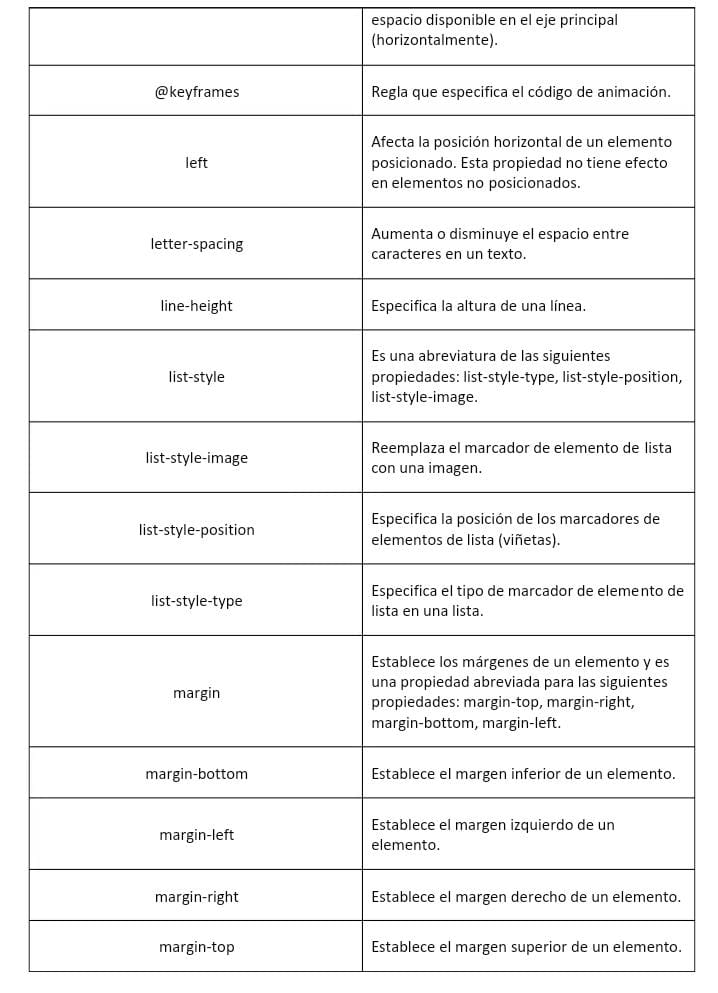 espacio disponible en el eje principal
(horizontalmente).
@keyframes
Regla que especifica el código de animación.
left
Afecta la posición horizontal de un elemento
posicionado. Esta propiedad no tiene efecto
en elementos no posicionados.
letter-spacing
Aumenta o disminuye el espacio entre
caracteres en un texto.
line-height
Especifica la altura de una línea.
list-style
Es una abreviatura de las siguientes
propiedades: list-style-type, list-style-position,
list-style-image.
list-style-image
Reemplaza el marcador de elemento de lista
con una imagen.
list-style-position
Especifica la posición de los marcadores de
elementos de lista (viñetas).
list-style-type
Especifica el tipo de marcador de elemento de
lista en una lista.
margin
Establece los márgenes de un elemento y es
una propiedad abreviada para las siguientes
propiedades: margin-top, margin-right,
margin-bottom, margin-left.
margin-bottom
Establece el margen inferior de un elemento.
margin-left
Establece el margen izquierdo de un
elemento.
margin-right
Establece el margen derecho de un elemento.
margin-top
Establece el margen superior de un elemento.